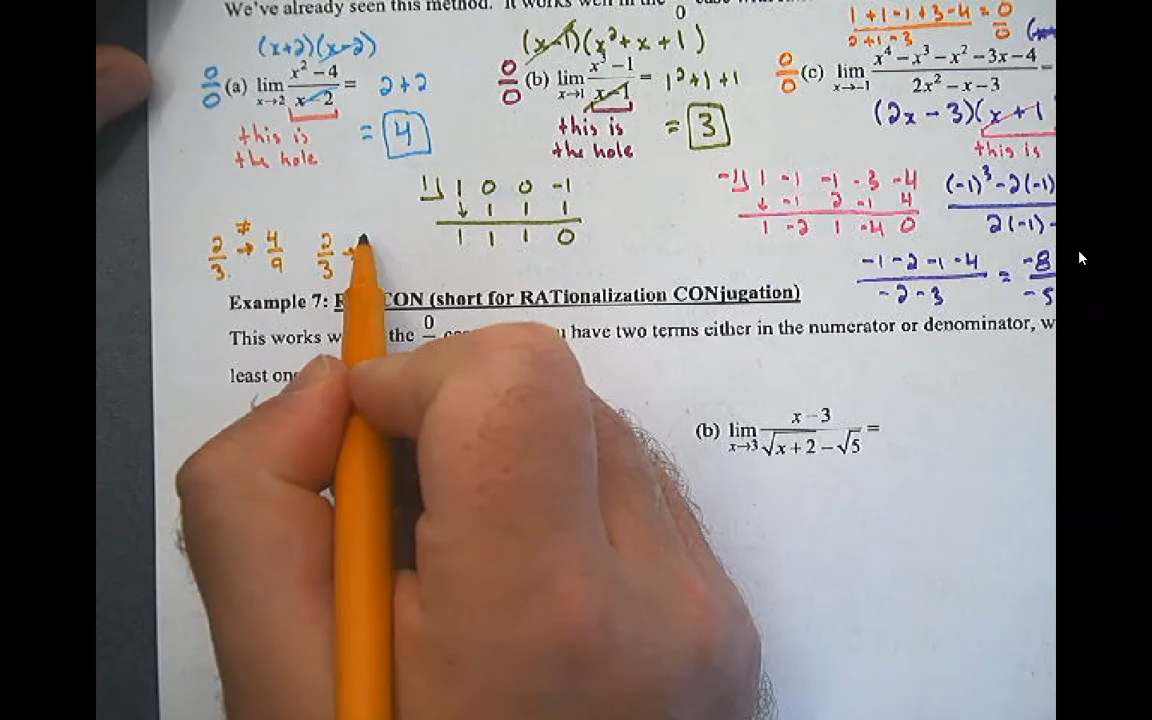 We've already seen this method. It works well in the 0
(x+2)(x-2)
0/0 (a) lim x→2 x² – 4 / x – 2 = 2+2
= 4
this is
the hole
(x-1)(x²+x+1)
0/0 (b) lim x→1 x³ – 1 / x – 1 = 1²+1+1
= 3
this is
the hole
1+1-1+3-4 / 2+1-3 = 0/0
0/0 (c) lim x→-1 x⁴ – x³ – x² – 3x – 4 / 2x² – x – 3 =
(2x-3)(x+1
this is
1⌋ 1 0 0 -1
↓ 1 1 1
1 1 1 0
-1⌋ 1 -1 -1 -3 -4
↓ -1 2 -1 4
1 -2 1 -4 0
(-1)³-2(-1)
2(-1)-
-1-2-1-4 / -2-3 = -8 / -5
2/3 → ≠ 4/9 2/3 →
Example 7: R CON (short for RATionalization CONjugation)
This works w the 0 have two terms either in the numerator or denominator, w
least on
(b) lim x→3 x – 3 / √x + 2 – √5 =